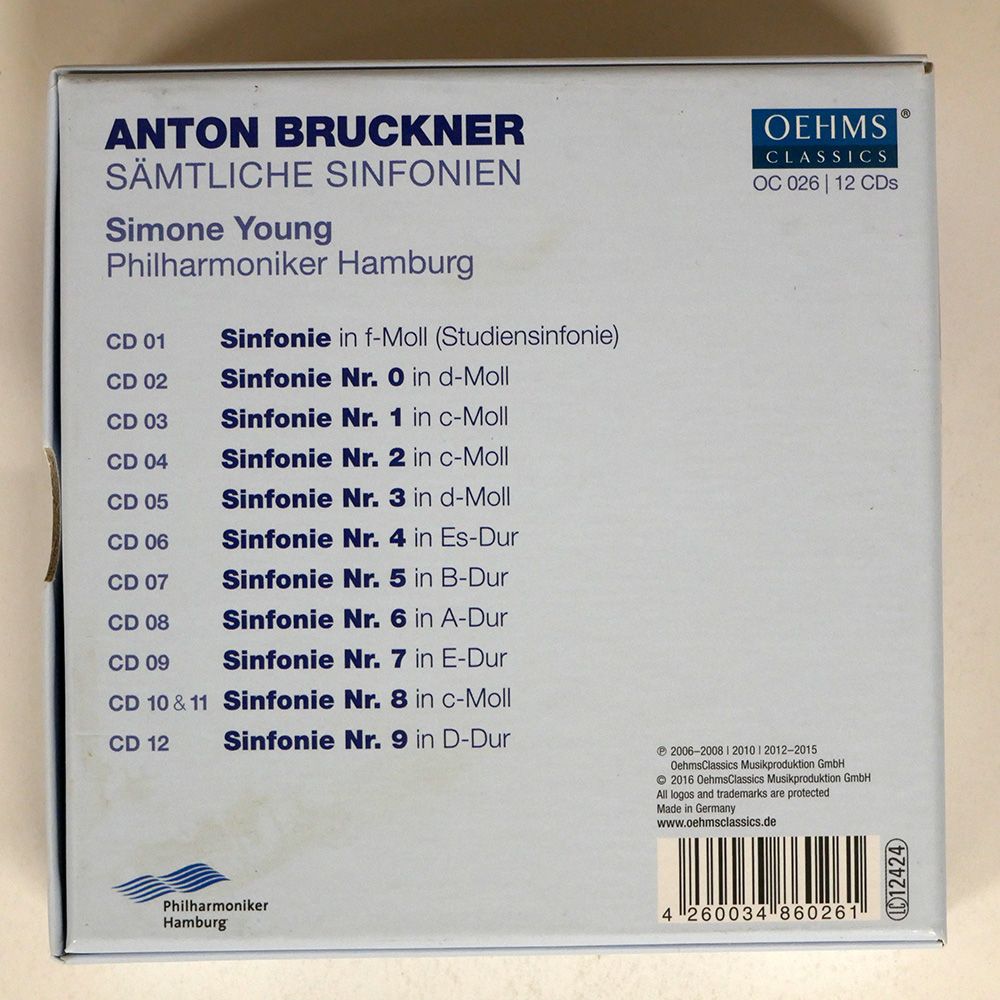 ANTON BRUCKNER
SÄMTLICHE SINFONIEN
Simone Young
Philharmoniker Hamburg
OEHMS ®
CLASSICS
OC 026 | 12 CDs
CD 01 Sinfonie in f-Moll (Studiensinfonie)
CD 02 Sinfonie Nr. 0 in d-Moll
CD 03 Sinfonie Nr. 1 in c-Moll
CD 04 Sinfonie Nr. 2 in c-Moll
CD 05 Sinfonie Nr. 3 in d-Moll
CD 06 Sinfonie Nr. 4 in Es-Dur
CD 07 Sinfonie Nr. 5 in B-Dur
CD 08 Sinfonie Nr. 6 in A-Dur
CD 09 Sinfonie Nr. 7 in E-Dur
CD 10 & 11 Sinfonie Nr. 8 in c-Moll
CD 12 Sinfonie Nr. 9 in D-Dur
℗ 2006–2008 | 2010 | 2012–2015
OehmsClassics Musikproduktion GmbH
© 2016 OehmsClassics Musikproduktion GmbH
All logos and trademarks are protected
Made in Germany
www.oehmsclassics.de
4 260034 860261
LC 12424
Philharmoniker
Hamburg